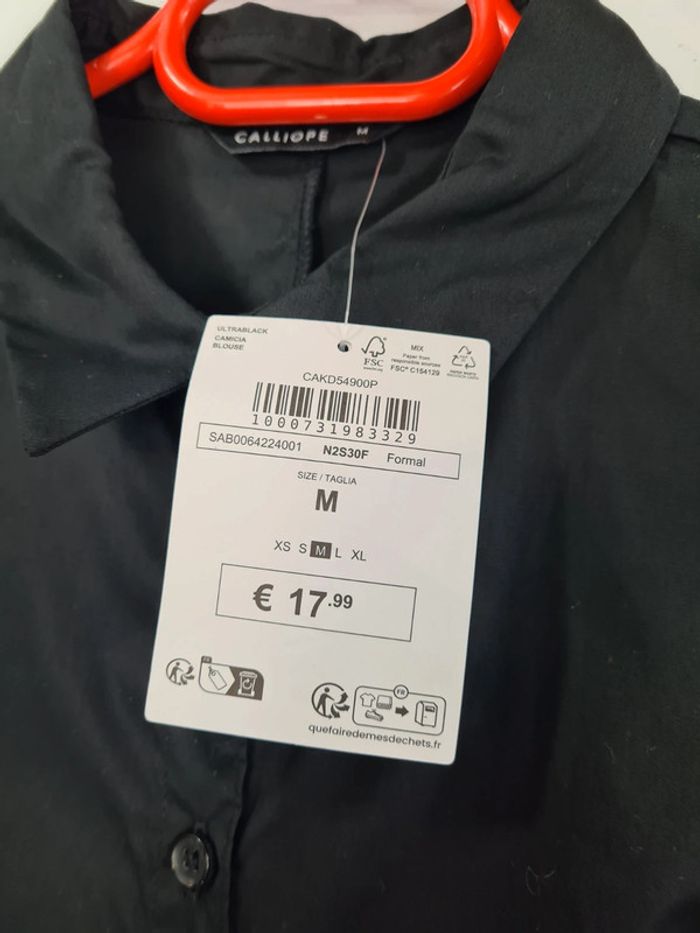 CALLIOPE M
ULTRABLACK
CAMICIA
BLOUSE
FSC
MIX
Paper from
responsible sources
FSC® C154129
CAKD54900P
1000731983329
SAB0064224001 N2S30F Formal
SIZE / TAGLIA
M
XS S M L XL
€ 17.99
FR
quefairedemesdechets.fr